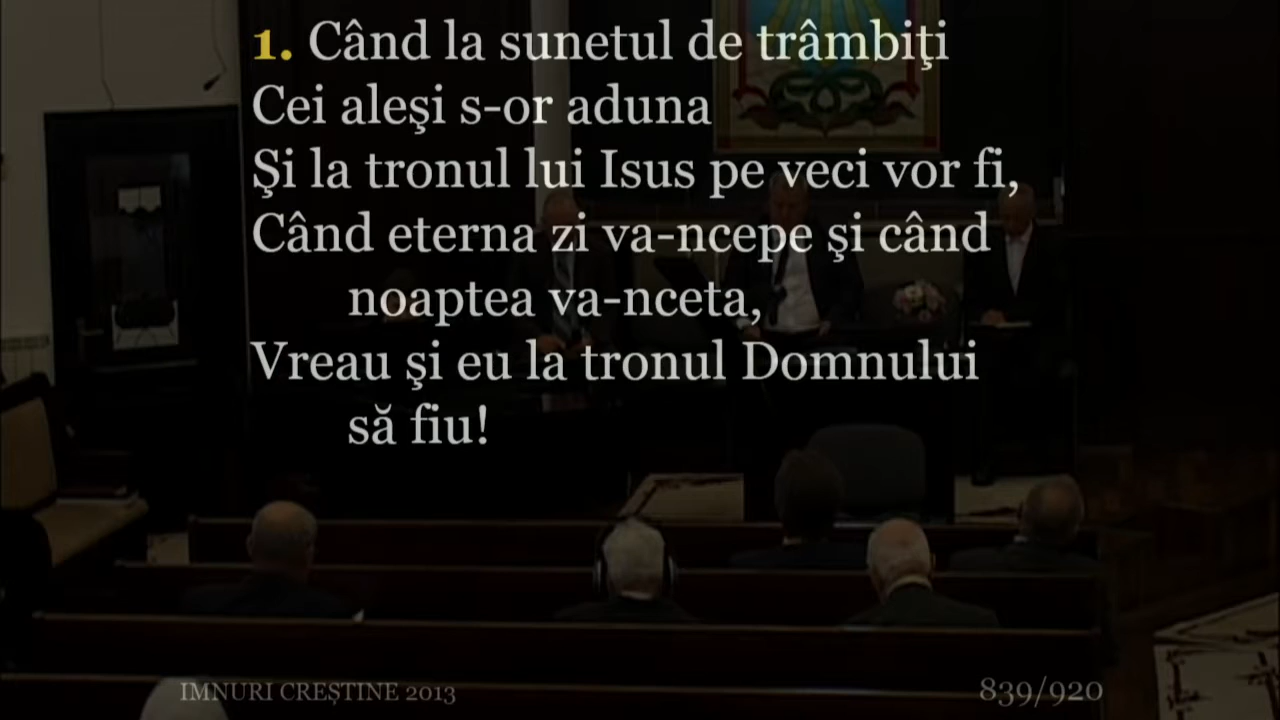 1. Când la sunetul de trâmbiţi
Cei aleşi s-or aduna
Şi la tronul lui Isus pe veci vor fi,
Când eterna zi va-ncepe şi când
noaptea va-nceta,
Vreau şi eu la tronul Domnului
să fiu!
IMNURI CREȘTINE 2013
839/920